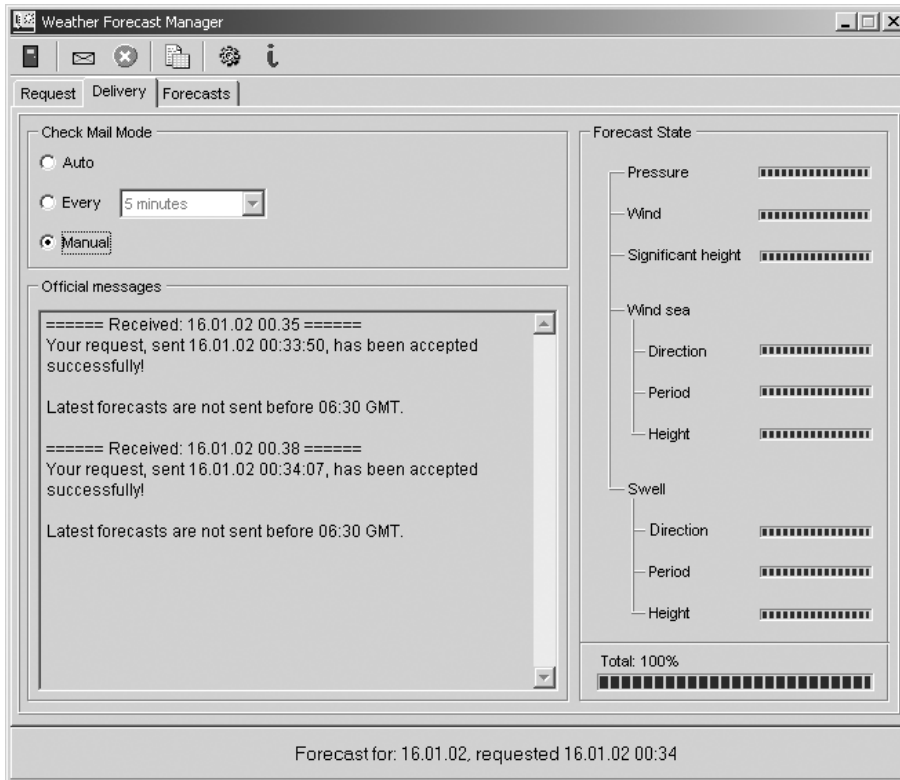 Weather Forecast Manager
Request Delivery Forecasts
Check Mail Mode
Auto
Every 5 minutes
Manual
Official messages
====== Received: 16.01.02 00.35 ======
Your request, sent 16.01.02 00:33:50, has been accepted
successfully!
Latest forecasts are not sent before 06:30 GMT.
====== Received: 16.01.02 00.38 ======
Your request, sent 16.01.02 00:34:07, has been accepted
successfully!
Latest forecasts are not sent before 06:30 GMT.
Forecast State
Pressure
Wind
Significant height
Wind sea
Direction
Period
Height
Swell
Direction
Period
Height
Total: 100%
Forecast for: 16.01.02, requested 16.01.02 00:34